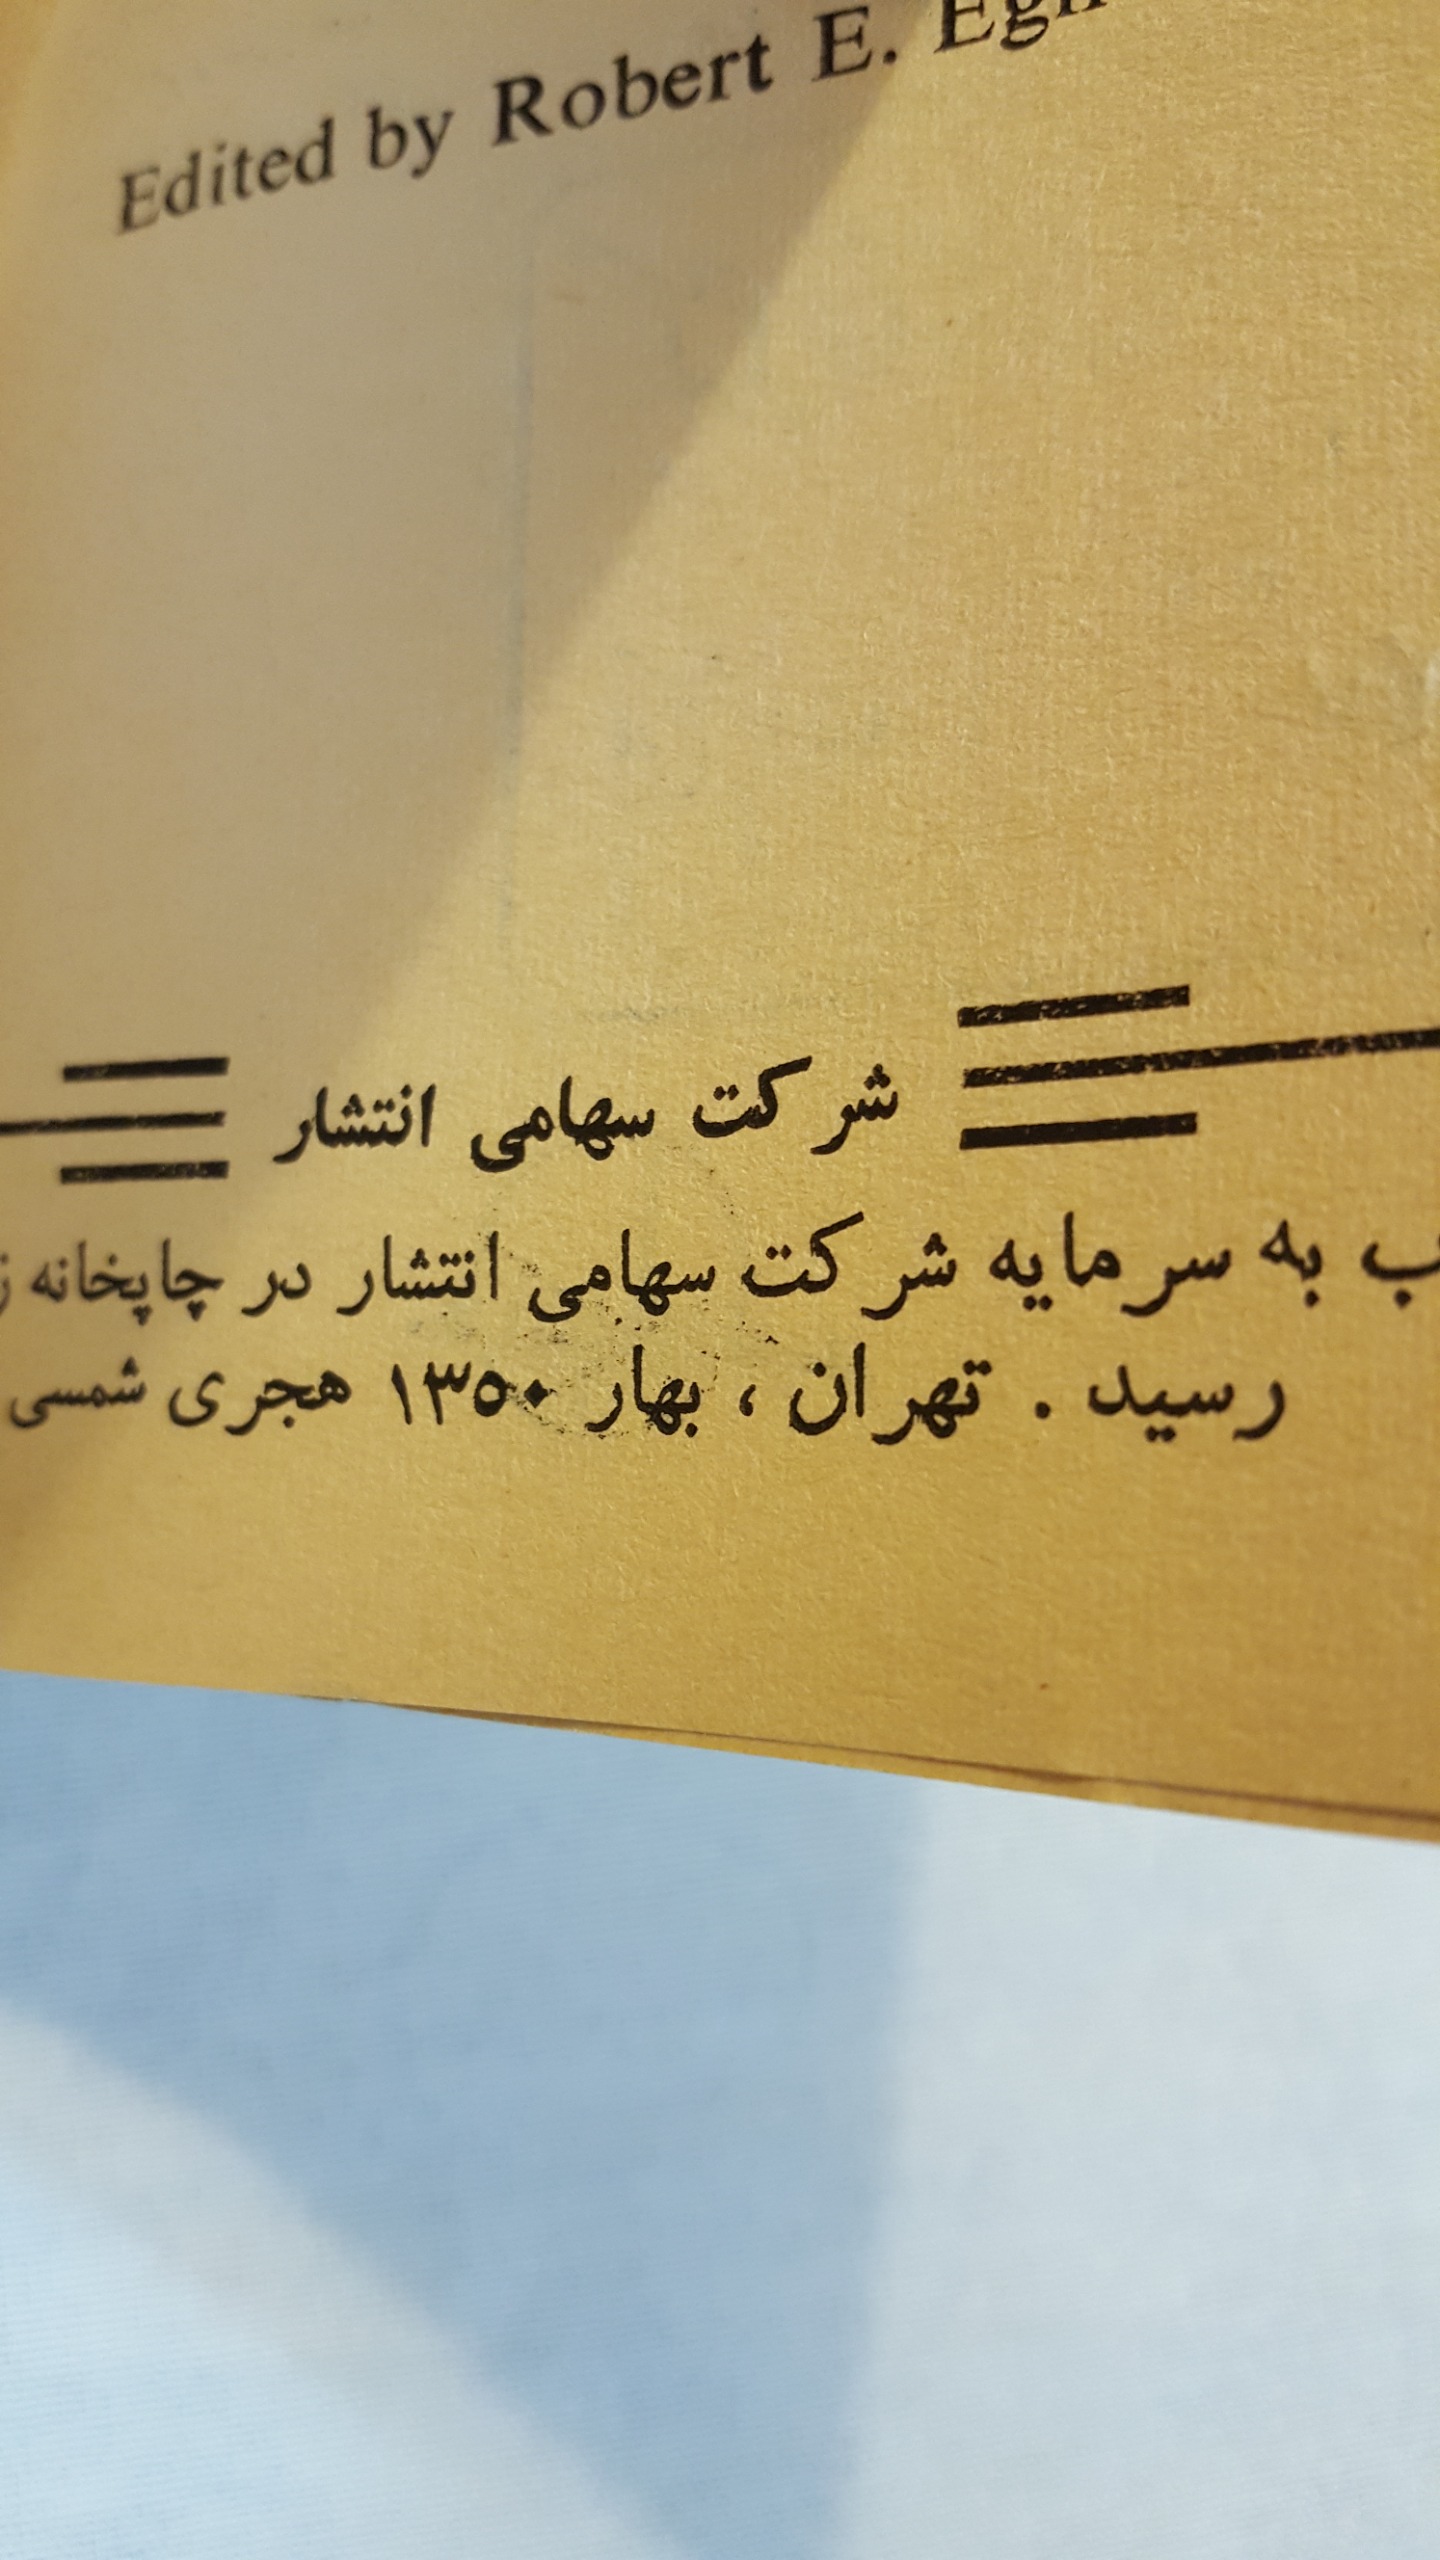 Edited by Robert E.
شرکت سهامی انتشار
به سرمایه شرکت سهامی انتشار در چاپخانه
رسید . تهران ، بهار ۱۳۵۰ هجری شمسی